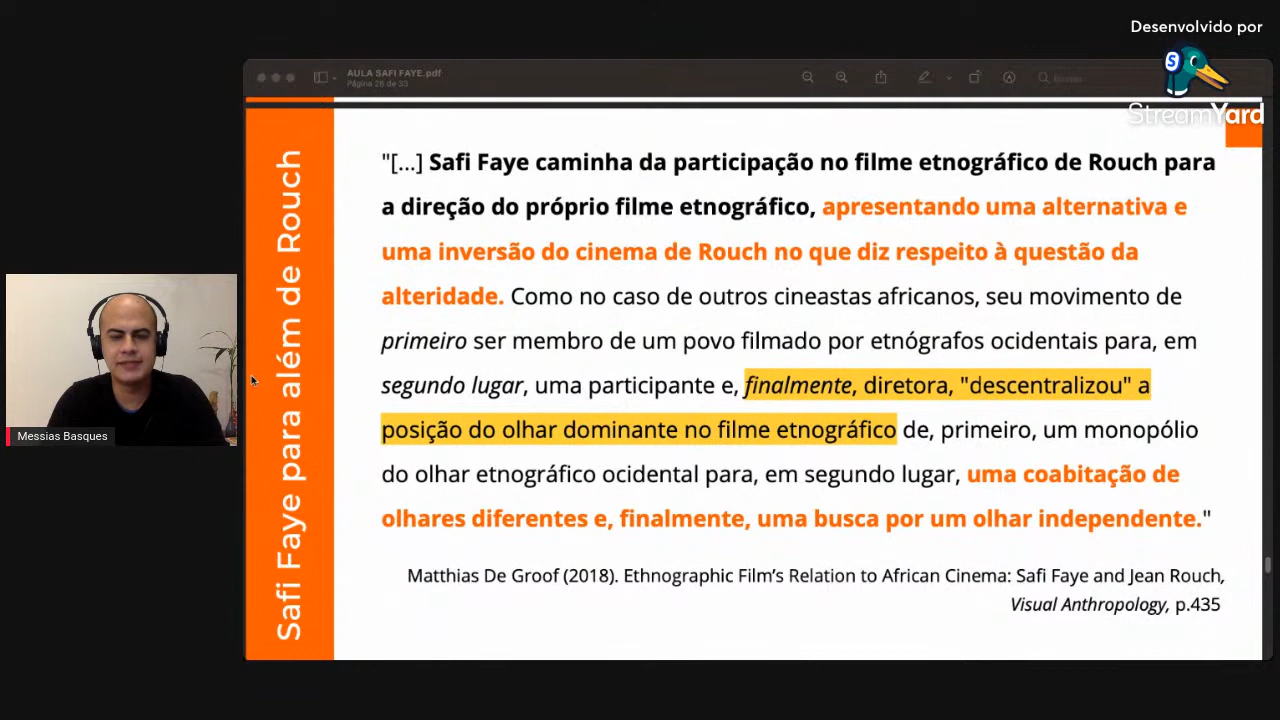 Desenvolvido por
S
StreamYard
AULA SAFI FAYE.pdf
Página 28 de 33
Buscar
Safi Faye para além de Rouch
"[...] Safi Faye caminha da participação no filme etnográfico de Rouch para
a direção do próprio filme etnográfico, apresentando uma alternativa e
uma inversão do cinema de Rouch no que diz respeito à questão da
alteridade. Como no caso de outros cineastas africanos, seu movimento de
primeiro ser membro de um povo filmado por etnógrafos ocidentais para, em
segundo lugar, uma participante e, finalmente, diretora, "descentralizou" a
posição do olhar dominante no filme etnográfico de, primeiro, um monopólio
do olhar etnográfico ocidental para, em segundo lugar, uma coabitação de
olhares diferentes e, finalmente, uma busca por um olhar independente."
Matthias De Groof (2018). Ethnographic Film's Relation to African Cinema: Safi Faye and Jean Rouch,
Visual Anthropology, p.435
Messias Basques